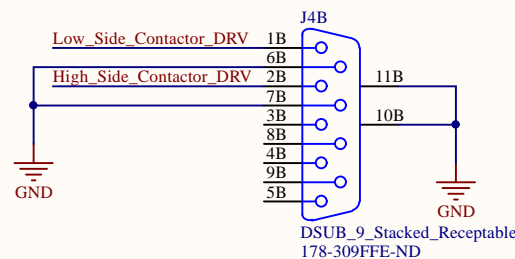 J4B
Low_Side_Contactor_DRV 1B
6B
High_Side_Contactor_DRV 2B
11B
7B
3B
10B
8B
4B
9B
5B
GND
GND
DSUB_9_Stacked_Receptable
178-309FFE-ND